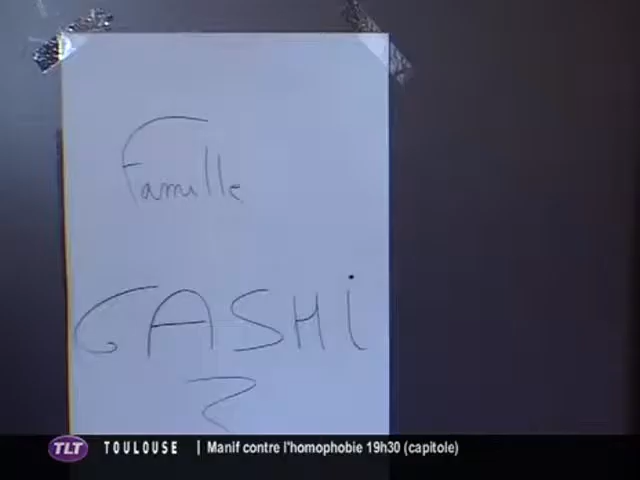 Famille
GASHi
2
TLT TOULOUSE | Manif contre l'homophobie 19h30 (capitole)